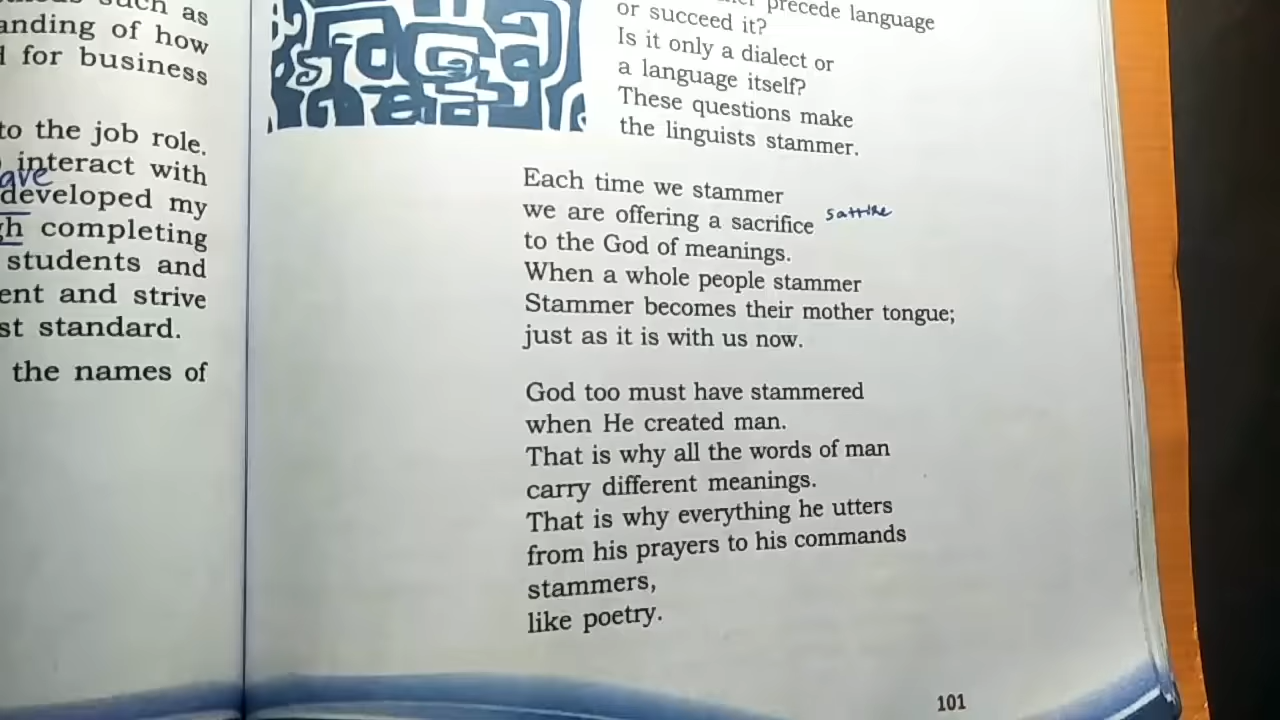 such as
anding of how
for business
to the job role.
interact with
ave
developed my
gh completing
students and
ent and strive
st standard.
the names of
precede language
or succeed it?
Is it only a dialect or
a language itself?
These questions make
the linguists stammer.
Each time we stammer
we are offering a sacrifice
to the God of meanings.
When a whole people stammer
Stammer becomes their mother tongue;
just as it is with us now.
God too must have stammered
when He created man.
That is why all the words of man
carry different meanings.
That is why everything he utters
from his prayers to his commands
stammers,
like poetry.
101